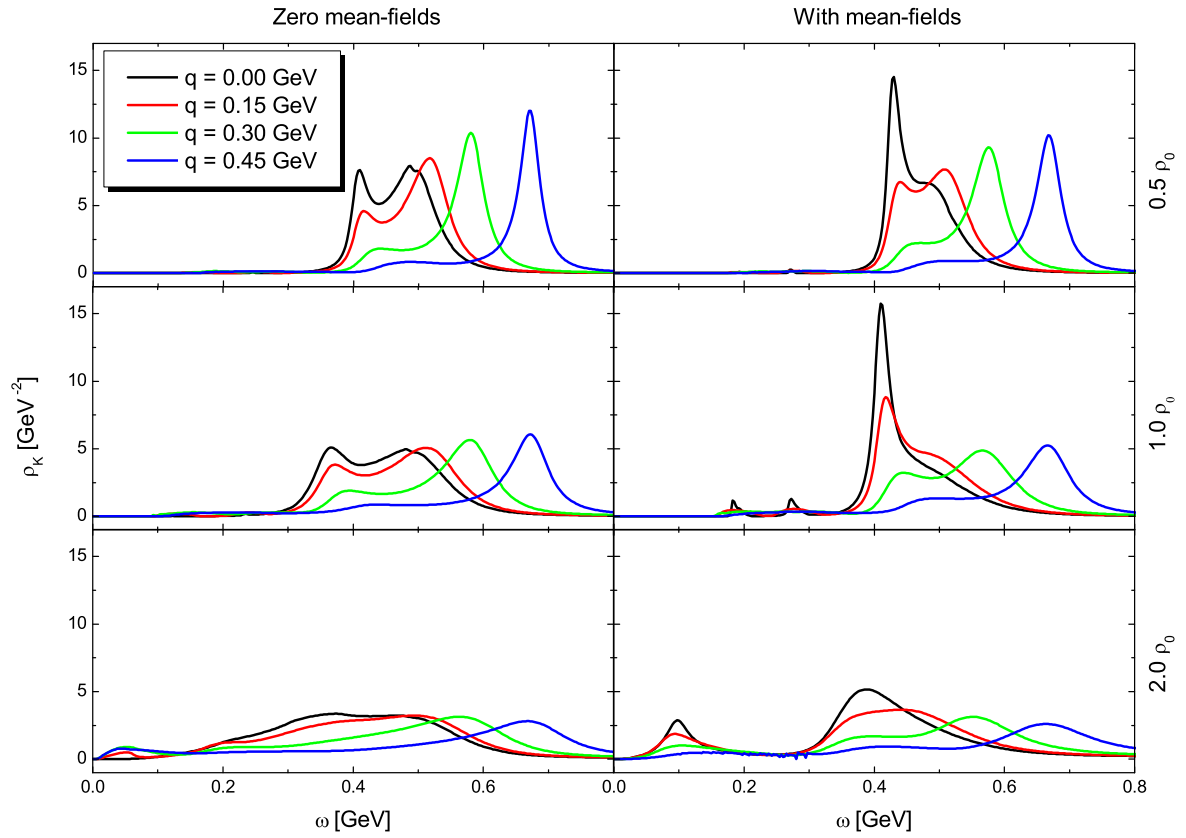 Zero mean-fields
With mean-fields
q = 0.00 GeV
q = 0.15 GeV
q = 0.30 GeV
q = 0.45 GeV
15
10
5
0
0.5 ρ₀
15
10
5
0
1.0 ρ₀
15
10
5
0
2.0 ρ₀
ρ_K [GeV⁻²]
0.0 0.2 0.4 0.6 0.0 0.2 0.4 0.6 0.8
ω [GeV] ω [GeV]